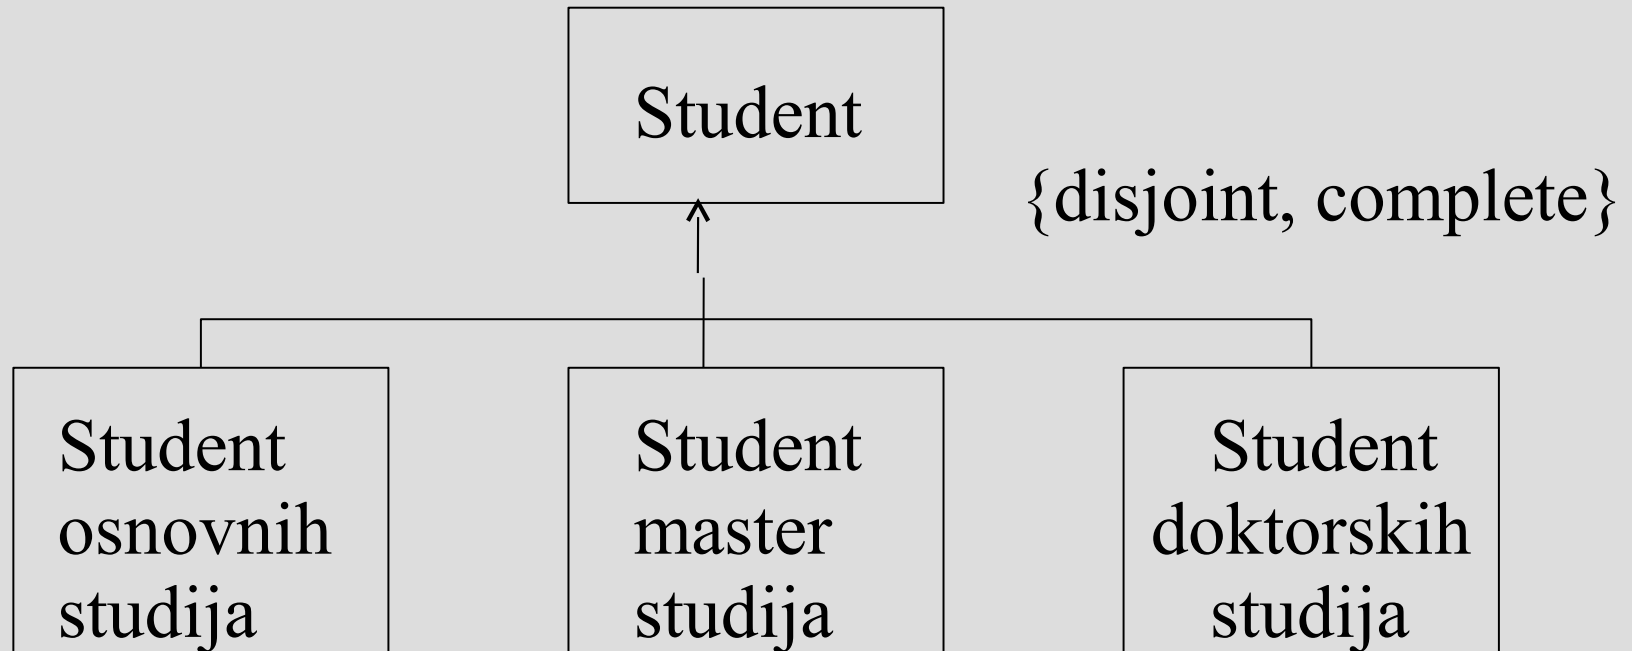 Student
{disjoint, complete}
Student
osnovnih
studija
Student
master
studija
Student
doktorskih
studija